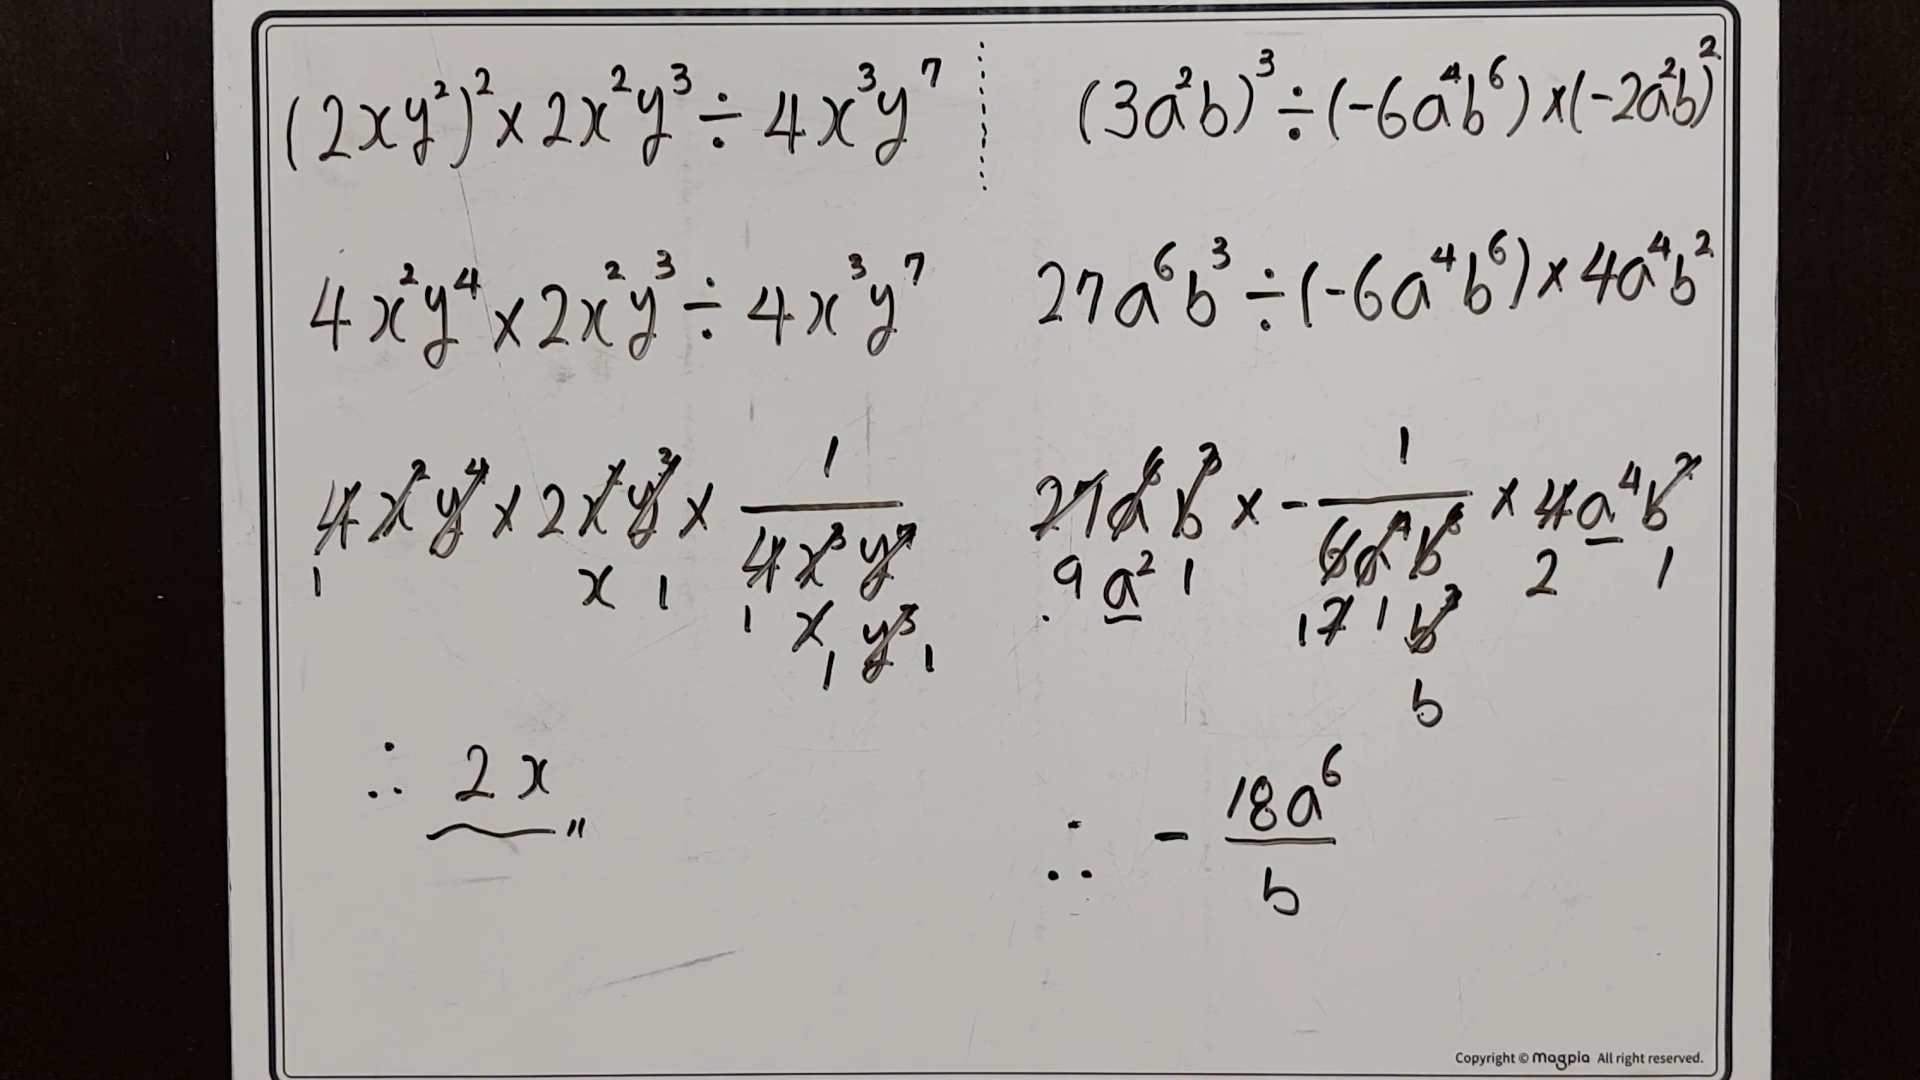 (2xy²)² × 2x²y³ ÷ 4x³y⁷
4x²y⁴ × 2x²y³ ÷ 4x³y⁷
4x²y⁴ × 2x²y³ × 1/4x³y⁷
1 x 1 1 x y³
1 1
∴ 2x "
(3a²b)³ ÷ (-6a⁴b⁶) × (-2a²b)²
27a⁶b³ ÷ (-6a⁴b⁶) × 4a⁴b²
27a⁶b³ × - 1/6a⁴b⁶ × 4a⁴b²
9 a² 1 1 2 1 b³ 2 1
b
∴ - 18a⁶/b
Copyright © magpia All right reserved.